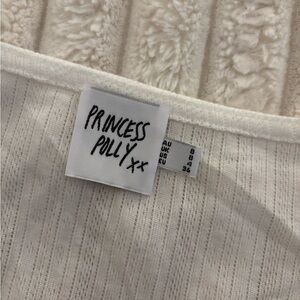 PRINCESS
POLLY xx
AU 8
UK 8
US 4
EU 36